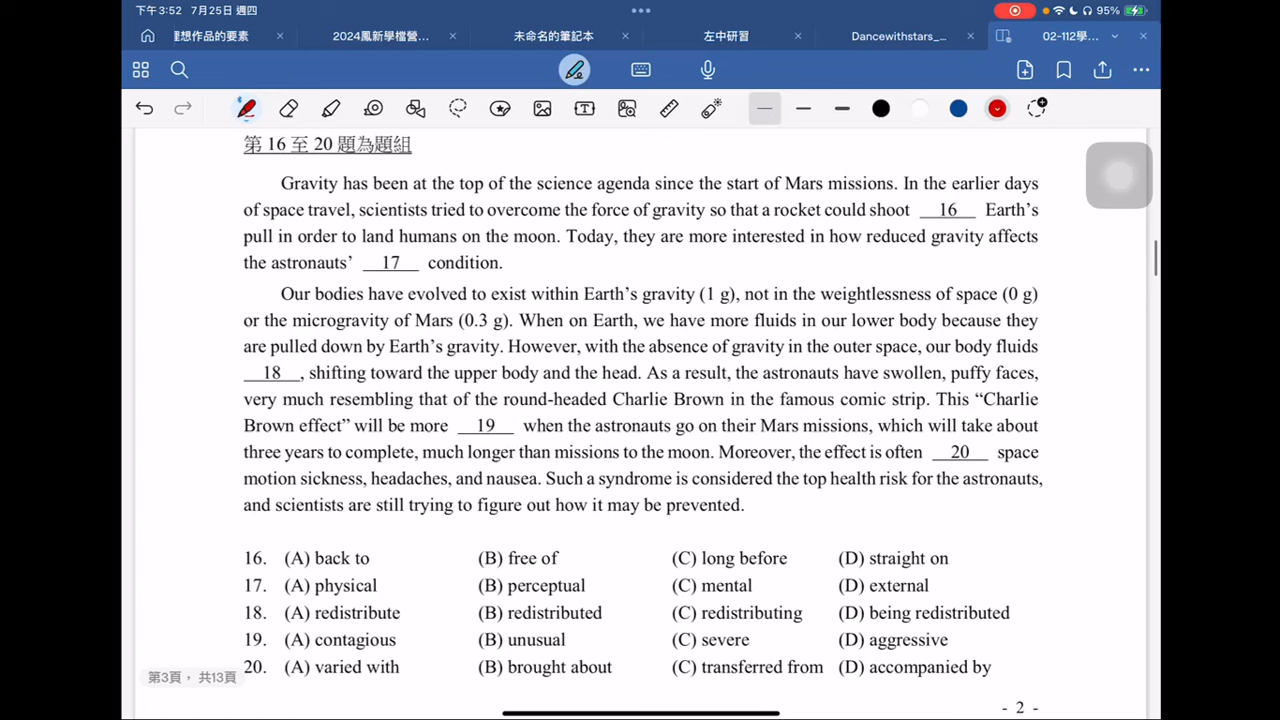 下午3:52 7月25日 週四
95%
理想作品的要素
2024鳳新學檔營...
未命名的筆記本
左中研習
Dancewithstars_...
02-112學...
第 16 至 20 題為題組
Gravity has been at the top of the science agenda since the start of Mars missions. In the earlier days
of space travel, scientists tried to overcome the force of gravity so that a rocket could shoot 16 Earth’s
pull in order to land humans on the moon. Today, they are more interested in how reduced gravity affects
the astronauts’ 17 condition.
Our bodies have evolved to exist within Earth’s gravity (1 g), not in the weightlessness of space (0 g)
or the microgravity of Mars (0.3 g). When on Earth, we have more fluids in our lower body because they
are pulled down by Earth’s gravity. However, with the absence of gravity in the outer space, our body fluids
18 , shifting toward the upper body and the head. As a result, the astronauts have swollen, puffy faces,
very much resembling that of the round-headed Charlie Brown in the famous comic strip. This “Charlie
Brown effect” will be more 19 when the astronauts go on their Mars missions, which will take about
three years to complete, much longer than missions to the moon. Moreover, the effect is often 20 space
motion sickness, headaches, and nausea. Such a syndrome is considered the top health risk for the astronauts,
and scientists are still trying to figure out how it may be prevented.
16. (A) back to (B) free of (C) long before (D) straight on
17. (A) physical (B) perceptual (C) mental (D) external
18. (A) redistribute (B) redistributed (C) redistributing (D) being redistributed
19. (A) contagious (B) unusual (C) severe (D) aggressive
20. (A) varied with (B) brought about (C) transferred from (D) accompanied by
第3頁，共13頁
- 2 -